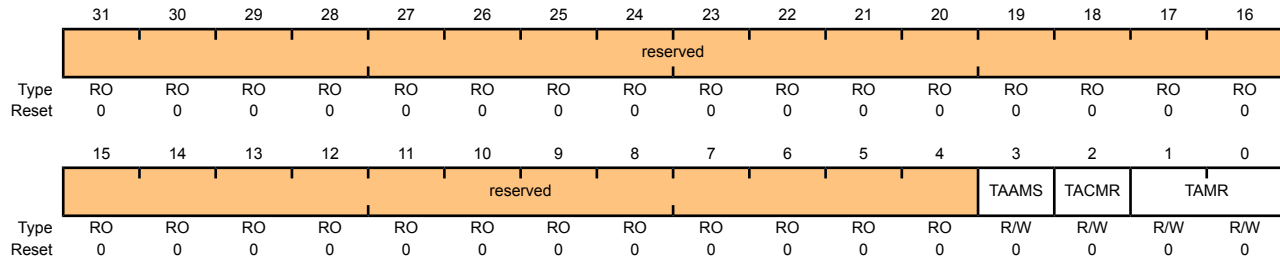 31 30 29 28 27 26 25 24 23 22 21 20 19 18 17 16
reserved
Type RO RO RO RO RO RO RO RO RO RO RO RO RO RO RO RO
Reset 0 0 0 0 0 0 0 0 0 0 0 0 0 0 0 0
15 14 13 12 11 10 9 8 7 6 5 4 3 2 1 0
reserved TAAMS TACMR TAMR
Type RO RO RO RO RO RO RO RO RO RO RO RO R/W R/W R/W R/W
Reset 0 0 0 0 0 0 0 0 0 0 0 0 0 0 0 0